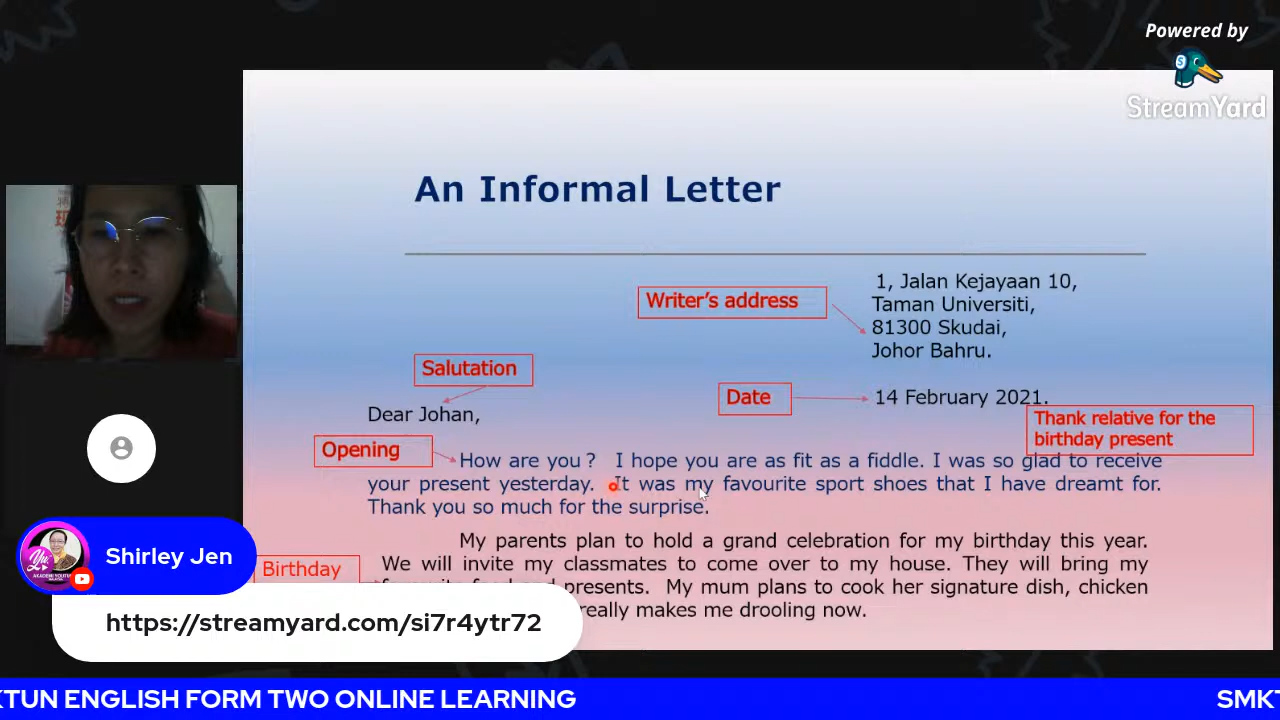 Powered by
StreamYard
An Informal Letter
Writer's address
1, Jalan Kejayaan 10,
Taman Universiti,
81300 Skudai,
Johor Bahru.
Salutation
Date
14 February 2021.
Dear Johan,
Thank relative for the
birthday present
Opening
How are you ? I hope you are as fit as a fiddle. I was so glad to receive
your present yesterday. It was my favourite sport shoes that I have dreamt for.
Thank you so much for the surprise.
My parents plan to hold a grand celebration for my birthday this year.
We will invite my classmates to come over to my house. They will bring my
presents. My mum plans to cook her signature dish, chicken
really makes me drooling now.
Birthday
Shirley Jen
https://streamyard.com/si7r4ytr72
KTUN ENGLISH FORM TWO ONLINE LEARNING
SMKT